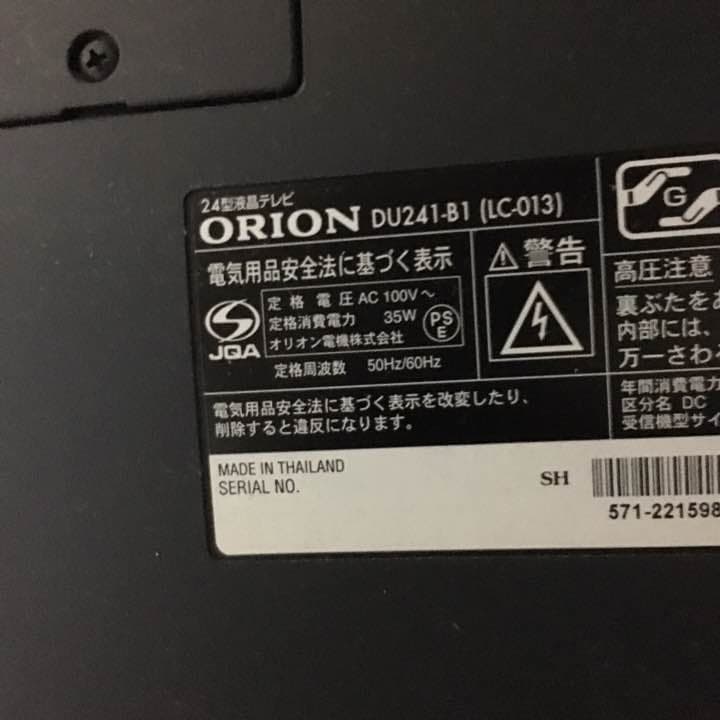 24型液晶テレビ
ORION DU241-B1 (LC-013)
電気用品安全法に基づく表示
JQA
定格電圧 AC 100V～
定格消費電力 35W
オリオン電機株式会社
PS
E
定格周波数 50Hz/60Hz
警告
電気用品安全法に基づく表示を改変したり、
削除すると違反になります。
G
高圧注意
裏ぶたをあ
内部には、
万一さわ
年間消費電力
区分名 DC
受信機型サイ
MADE IN THAILAND
SERIAL NO.
SH
571-221598